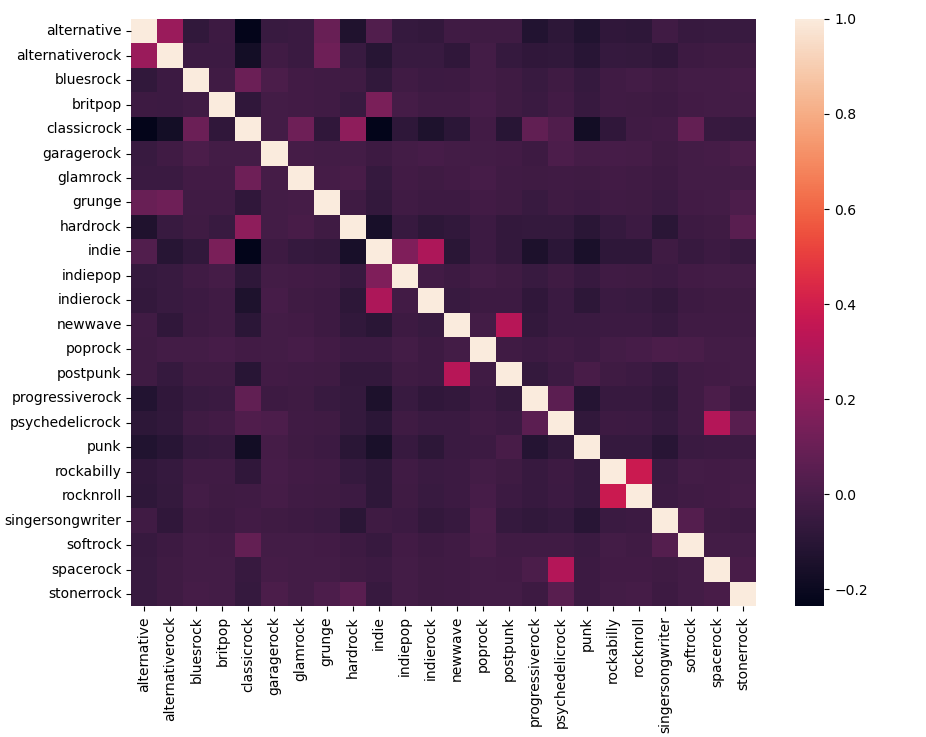 alternative
alternativerock
bluesrock
britpop
classicrock
garagerock
glamrock
grunge
hardrock
indie
indiepop
indierock
newwave
poprock
postpunk
progressiverock
psychedelicrock
punk
rockabilly
rocknroll
singersongwriter
softrock
spacerock
stonerrock
alternative
alternativerock
bluesrock
britpop
classicrock
garagerock
glamrock
grunge
hardrock
indie
indiepop
indierock
newwave
poprock
postpunk
progressiverock
psychedelicrock
punk
rockabilly
rocknroll
singersongwriter
softrock
spacerock
stonerrock
1.0
0.8
0.6
0.4
0.2
0.0
−0.2